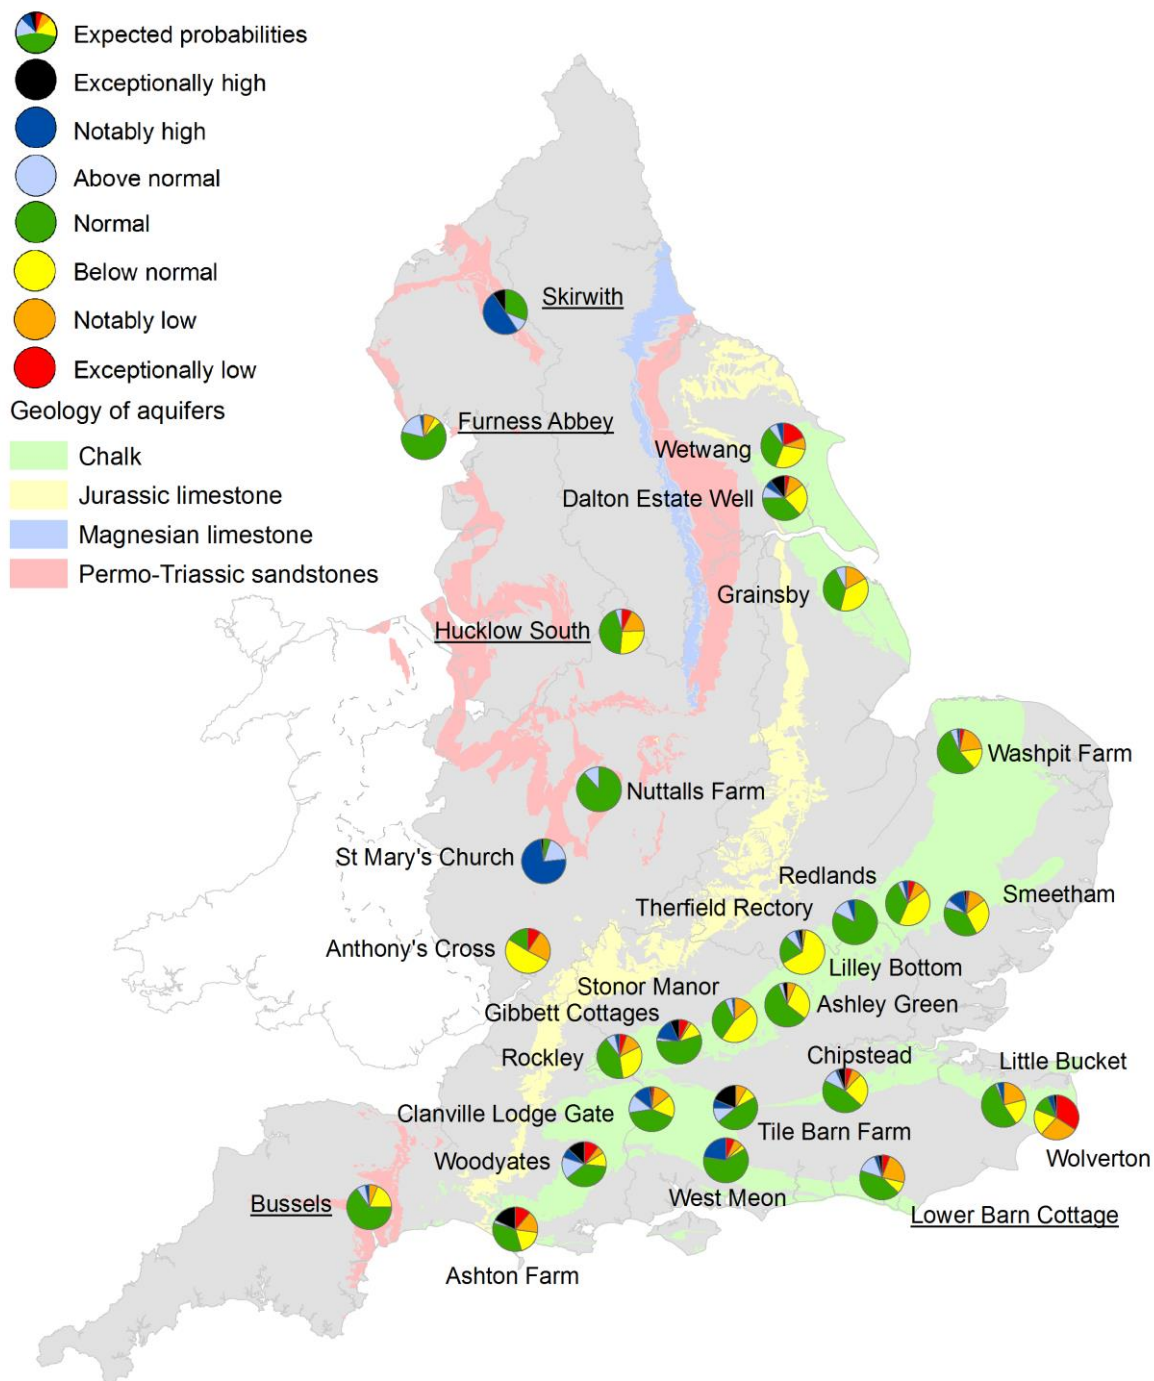 Expected probabilities
Exceptionally high
Notably high
Above normal
Normal
Below normal
Notably low
Exceptionally low
Geology of aquifers
Chalk
Jurassic limestone
Magnesian limestone
Permo-Triassic sandstones
Skirwith
Furness Abbey
Wetwang
Dalton Estate Well
Grainsby
Hucklow South
Washpit Farm
Nuttalls Farm
St Mary's Church
Redlands
Smeetham
Therfield Rectory
Anthony's Cross
Lilley Bottom
Stonor Manor
Ashley Green
Gibbett Cottages
Rockley
Chipstead
Little Bucket
Clanville Lodge Gate
Tile Barn Farm
Wolverton
Woodyates
West Meon
Bussels
Lower Barn Cottage
Ashton Farm